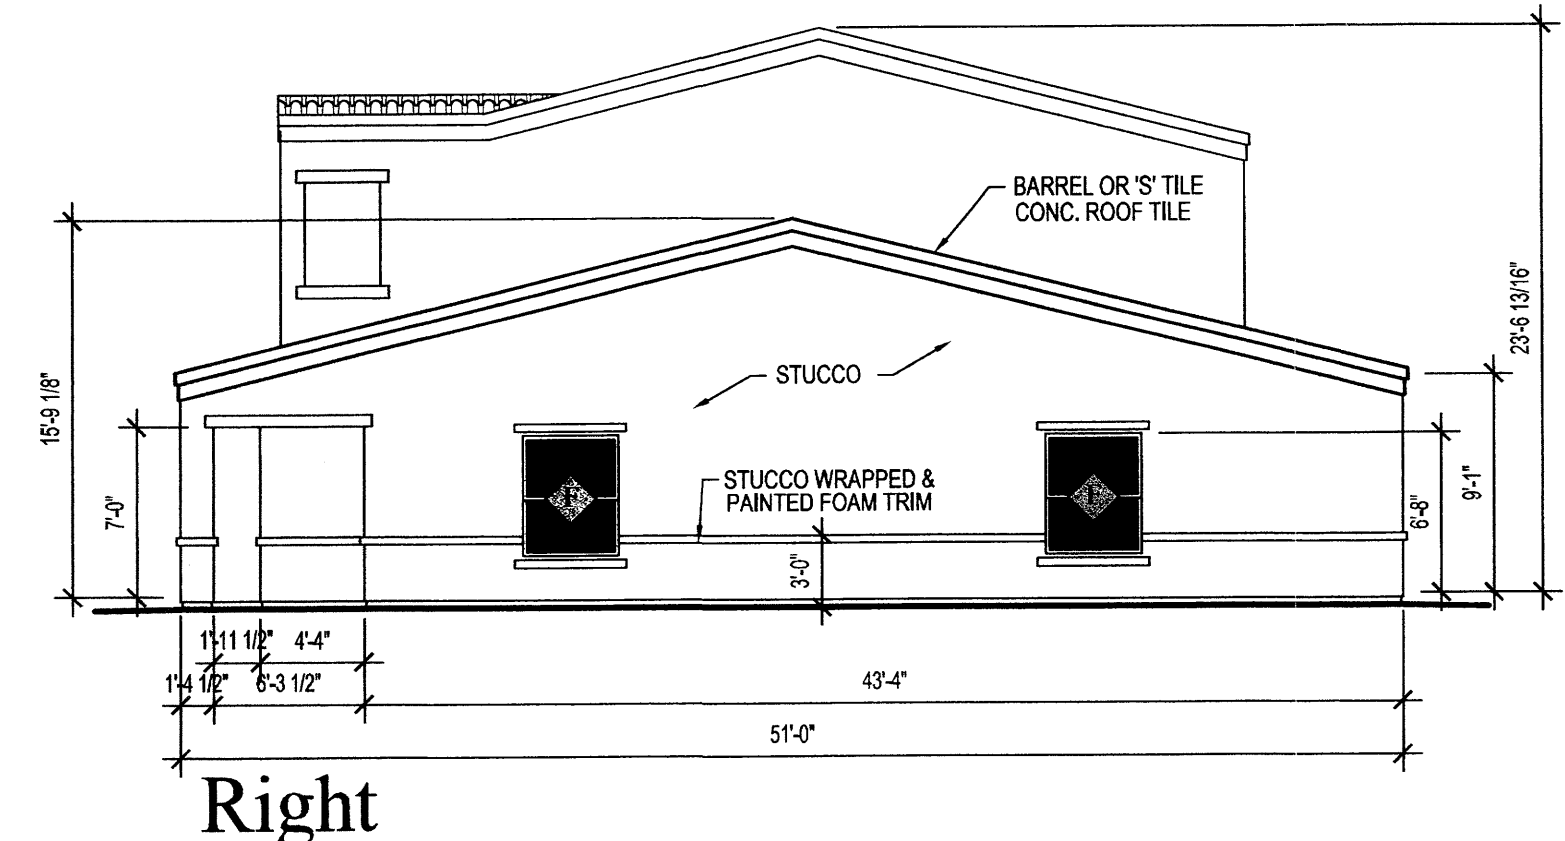 BARREL OR 'S' TILE
CONC. ROOF TILE
23'-6 13/16"
15'-9 1/8"
STUCCO
7'-0"
STUCCO WRAPPED &
PAINTED FOAM TRIM
F
F
3'-0"
6'-8"
9'-1"
1'-11 1/2"
4'-4"
1'-4 1/2"
6'-3 1/2"
43'-4"
51'-0"
Right